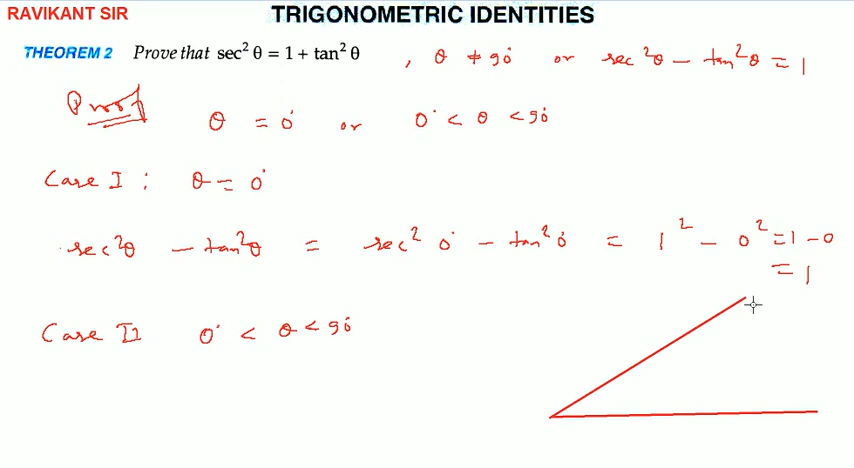 RAVIKANT SIR
TRIGONOMETRIC IDENTITIES
THEOREM 2 Prove that sec² θ = 1 + tan² θ , θ ≠ 90° or sec²θ - tan²θ = 1
Proof
θ = 0° or 0° < θ < 90°
Case I : θ = 0°
sec²θ - tan²θ = sec² 0° - tan² 0° = 1² - 0² = 1 - 0
= 1
Case II 0° < θ < 90°